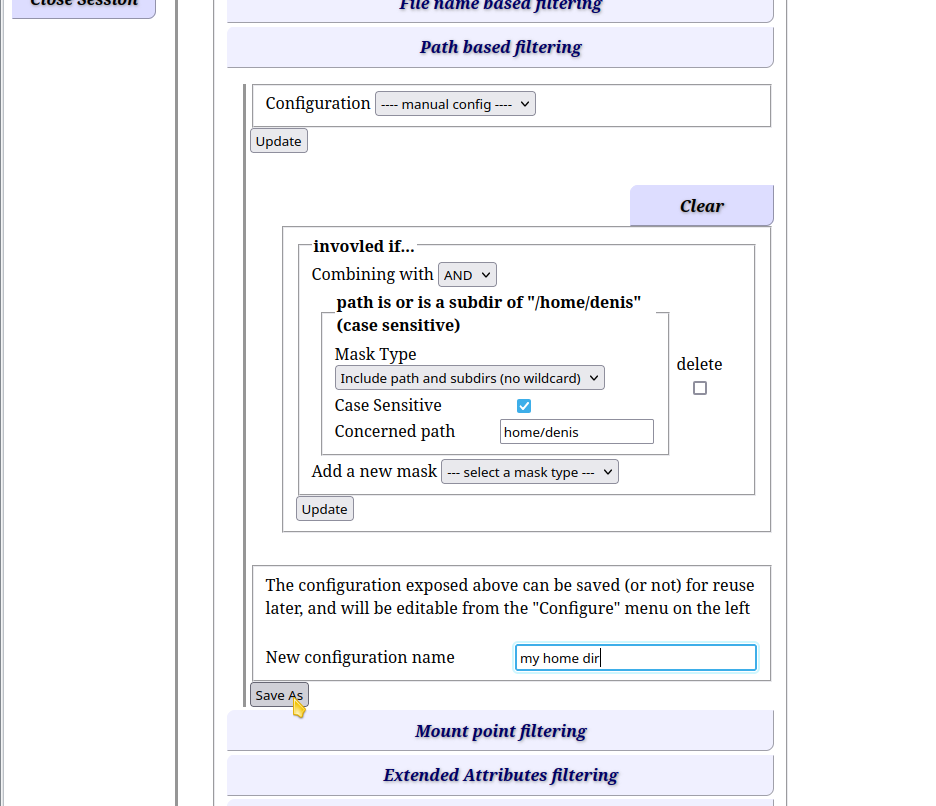 Close Session
File name based filtering
Path based filtering
Configuration ---- manual config ----
Update
Clear
invovled if...
Combining with AND
path is or is a subdir of "/home/denis"
(case sensitive)
Mask Type
delete
Include path and subdirs (no wildcard)
Case Sensitive
Concerned path home/denis
Add a new mask --- select a mask type ---
Update
The configuration exposed above can be saved (or not) for reuse
later, and will be editable from the "Configure" menu on the left
New configuration name my home dir
Save As
Mount point filtering
Extended Attributes filtering